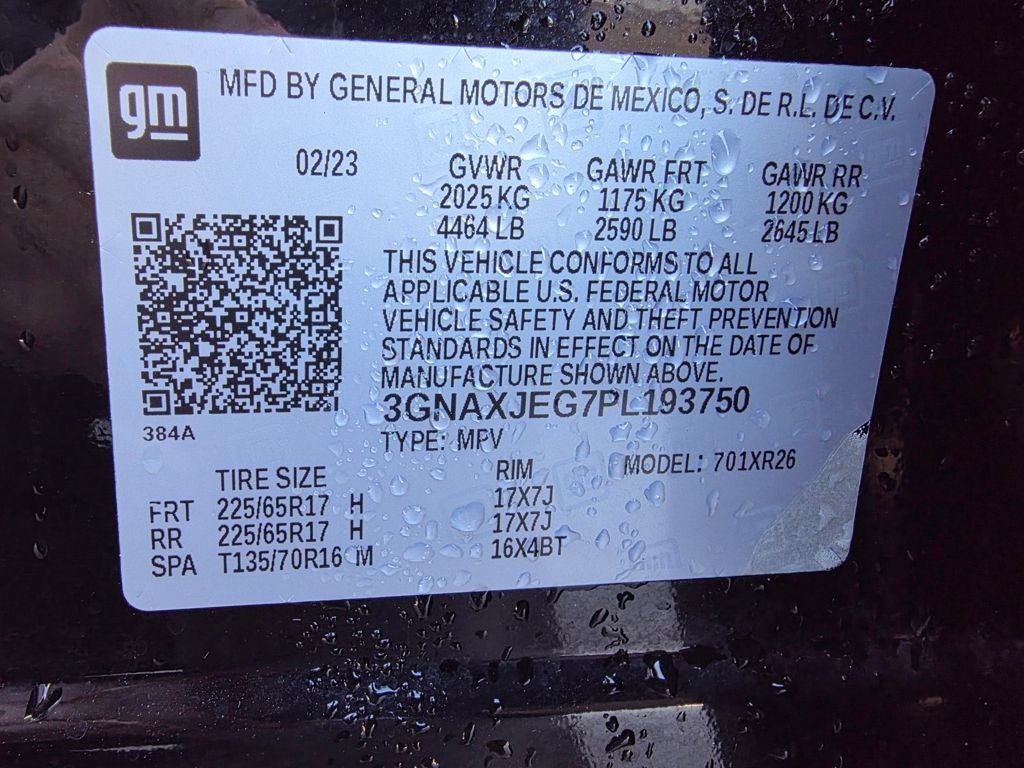 gm
MFD BY GENERAL MOTORS DE MEXICO, S. DE R.L. DE C.V.
02/23 GVWR GAWR FRT GAWR RR
2025 KG 1175 KG 1200 KG
4464 LB 2590 LB 2645 LB
THIS VEHICLE CONFORMS TO ALL
APPLICABLE U.S. FEDERAL MOTOR
VEHICLE SAFETY AND THEFT PREVENTION
STANDARDS IN EFFECT ON THE DATE OF
MANUFACTURE SHOWN ABOVE.
3GNAXJEG7PL193750
384A
TYPE: MPV
TIRE SIZE RIM MODEL: 701XR26
FRT 225/65R17 H 17X7J
RR 225/65R17 H 17X7J
SPA T135/70R16 M 16X4BT